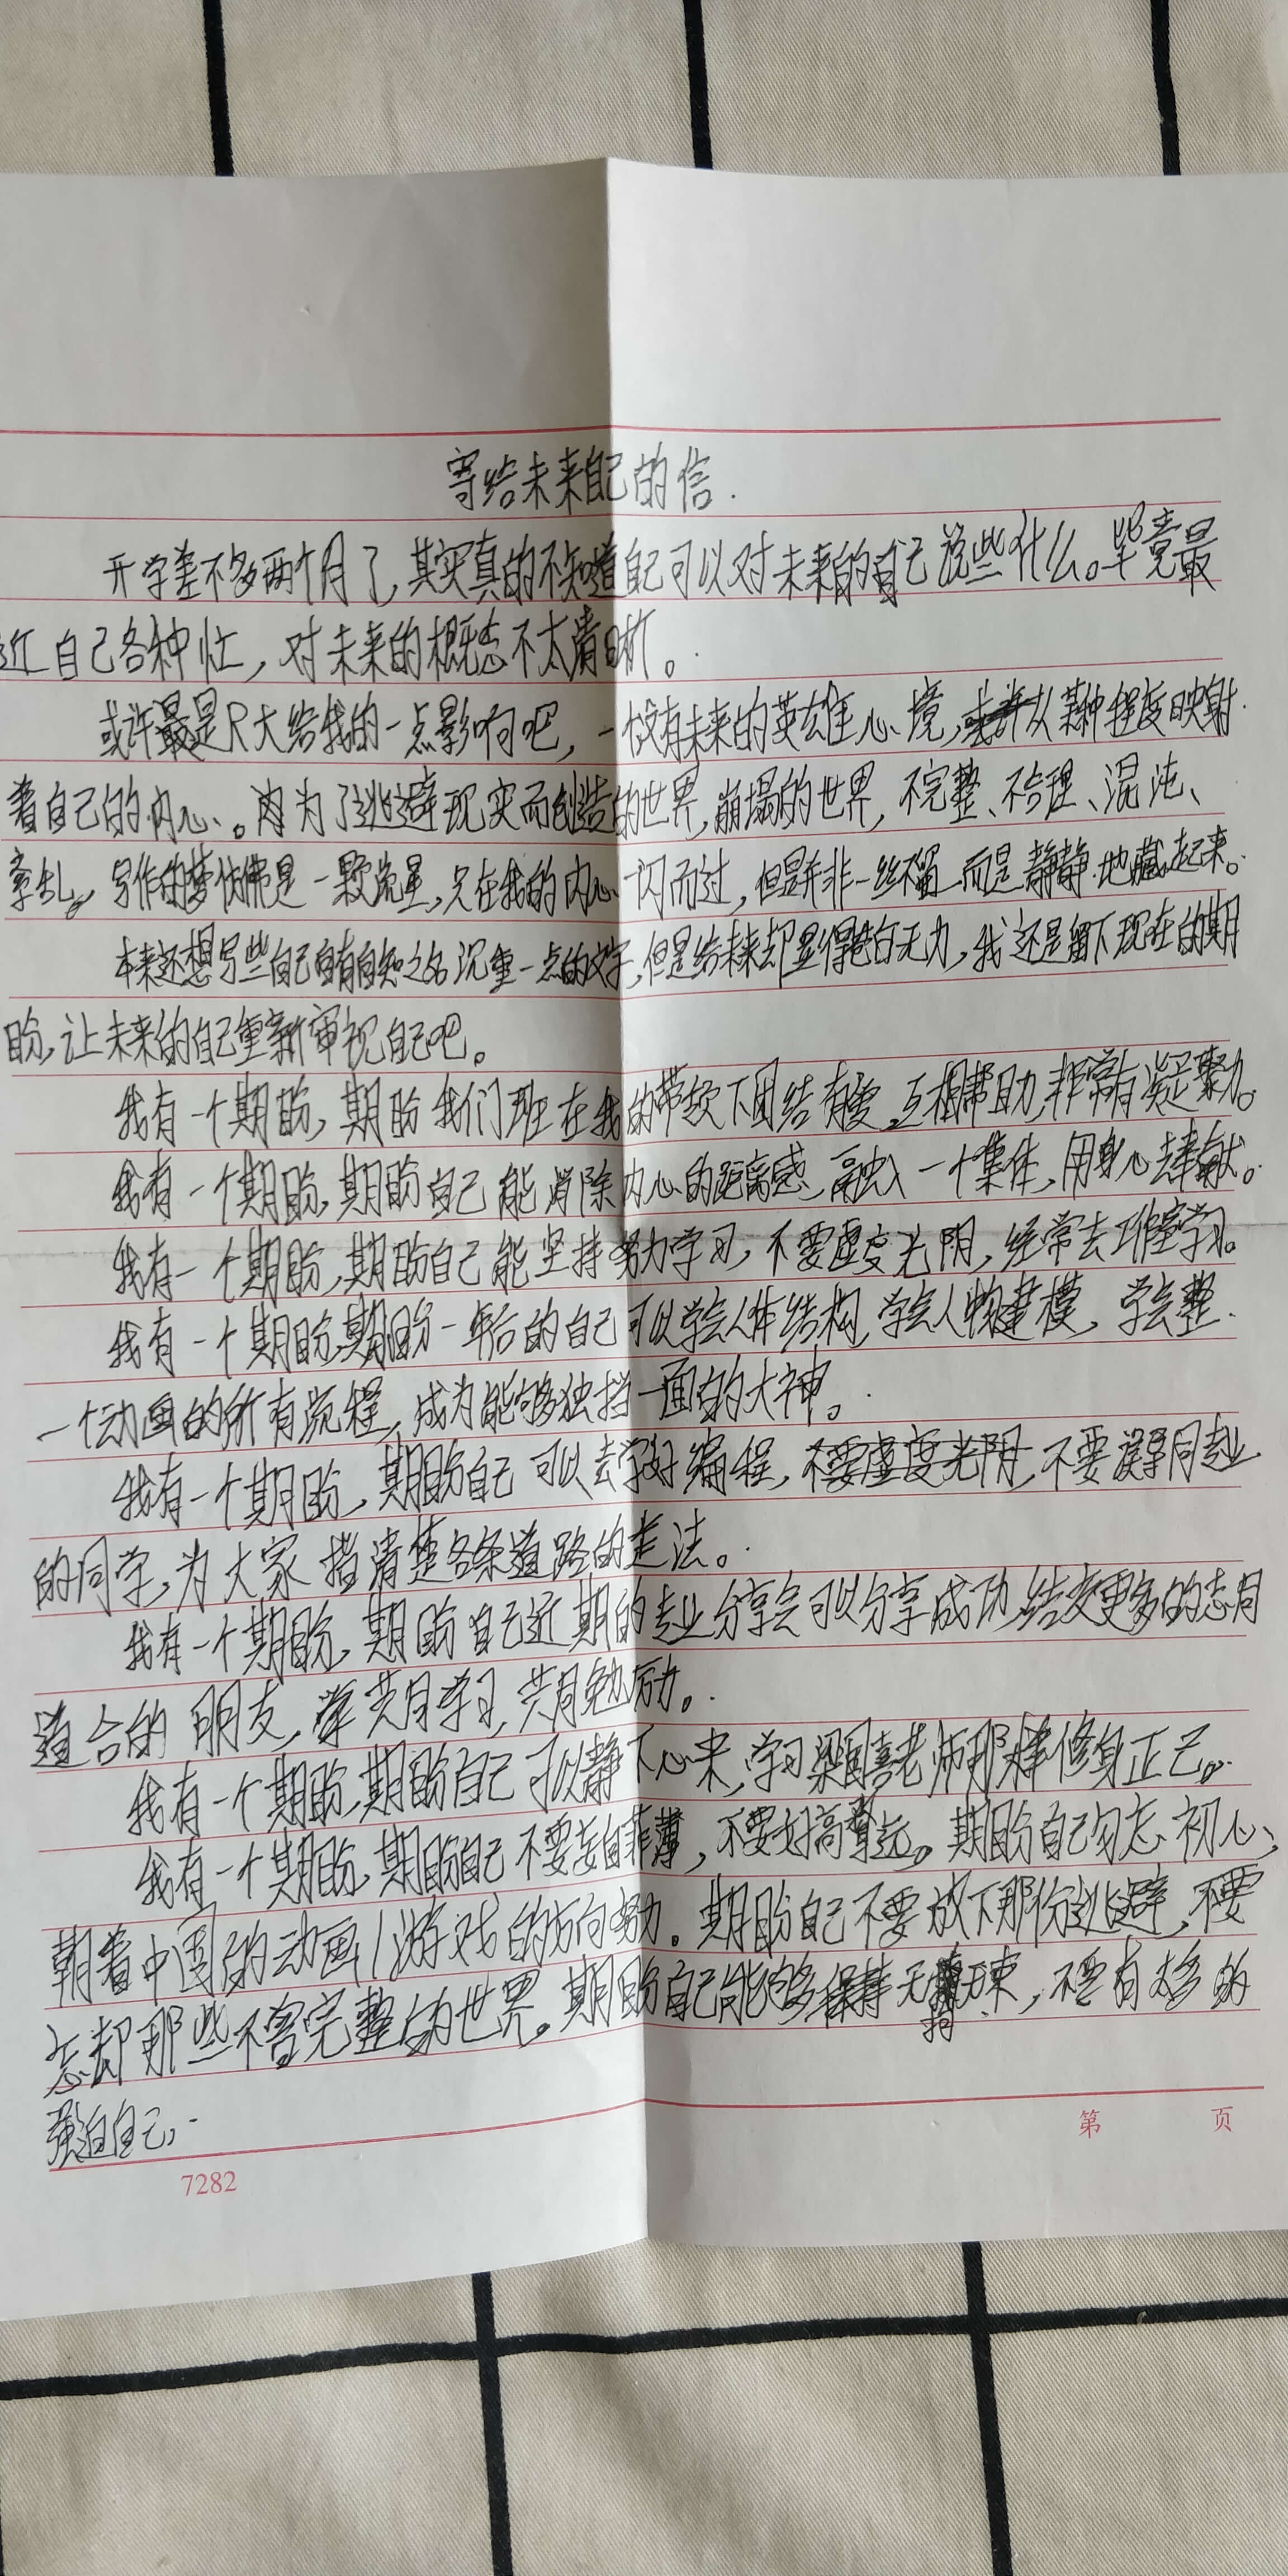 寄给未来自己的信.
开学差不多两个月了,其实真的不知道自己可以对未来的自己说些什么。毕竟最
近自己各种忙,对未来的概念不太清晰。
或许是尺大给我的一点影响吧,一个没有未来的英雄心境,从某种程度映射
着自己的内心。为了逃避现实而创造的世界,崩塌的世界,不完整、不合理、混沌、
紊乱。写作的梦仿佛是一颗流星,只在我的内心一闪而过,但是并非一丝不留 而是静静地藏起来。
本来还想写些自己沉重一点的文字,但是给未来却显得苍白无力,我还是留下现在的期
盼,让未来的自己重新审视自己吧。
我有一个期盼,期盼我们班在我的带领下团结有爱,互相帮助,非常有凝聚力。
我有一个期盼,期盼自己能消除内心的距离感,融入一个集体,用身心去奉献。
我有一个期盼,期盼自己能坚持努力学习,不要虚度光阴,经常去工作室学习。
我有一个期盼,期盼一年后的自己可以学会人体结构,学会人物建模,学会整
一个动画的所有流程,成为能够独挡一面的大神。
我有一个期盼,期盼自己可以去学好编程,不要虚度光阴,不要误导同专业
的同学,为大家指清楚各条道路的走法。
我有一个期盼,期盼自己近期的专业分享会可以分享成功,结交更多的志同
道合的朋友,共同学习,共同勉励。
我有一个期盼,期盼自己可以静下心来,学习梁国喜老师那样修身正己。
我有一个期盼,期盼自己不要妄自菲薄,不要好高骛远。期盼自己勿忘初心,
朝着中国的动画/游戏的方向努力。期盼自己不要放下那份逃避,不要
忘却那些不完整的世界。期盼自己能够保持无拘无束,不要有太多的
强迫自己,
第 页
7282